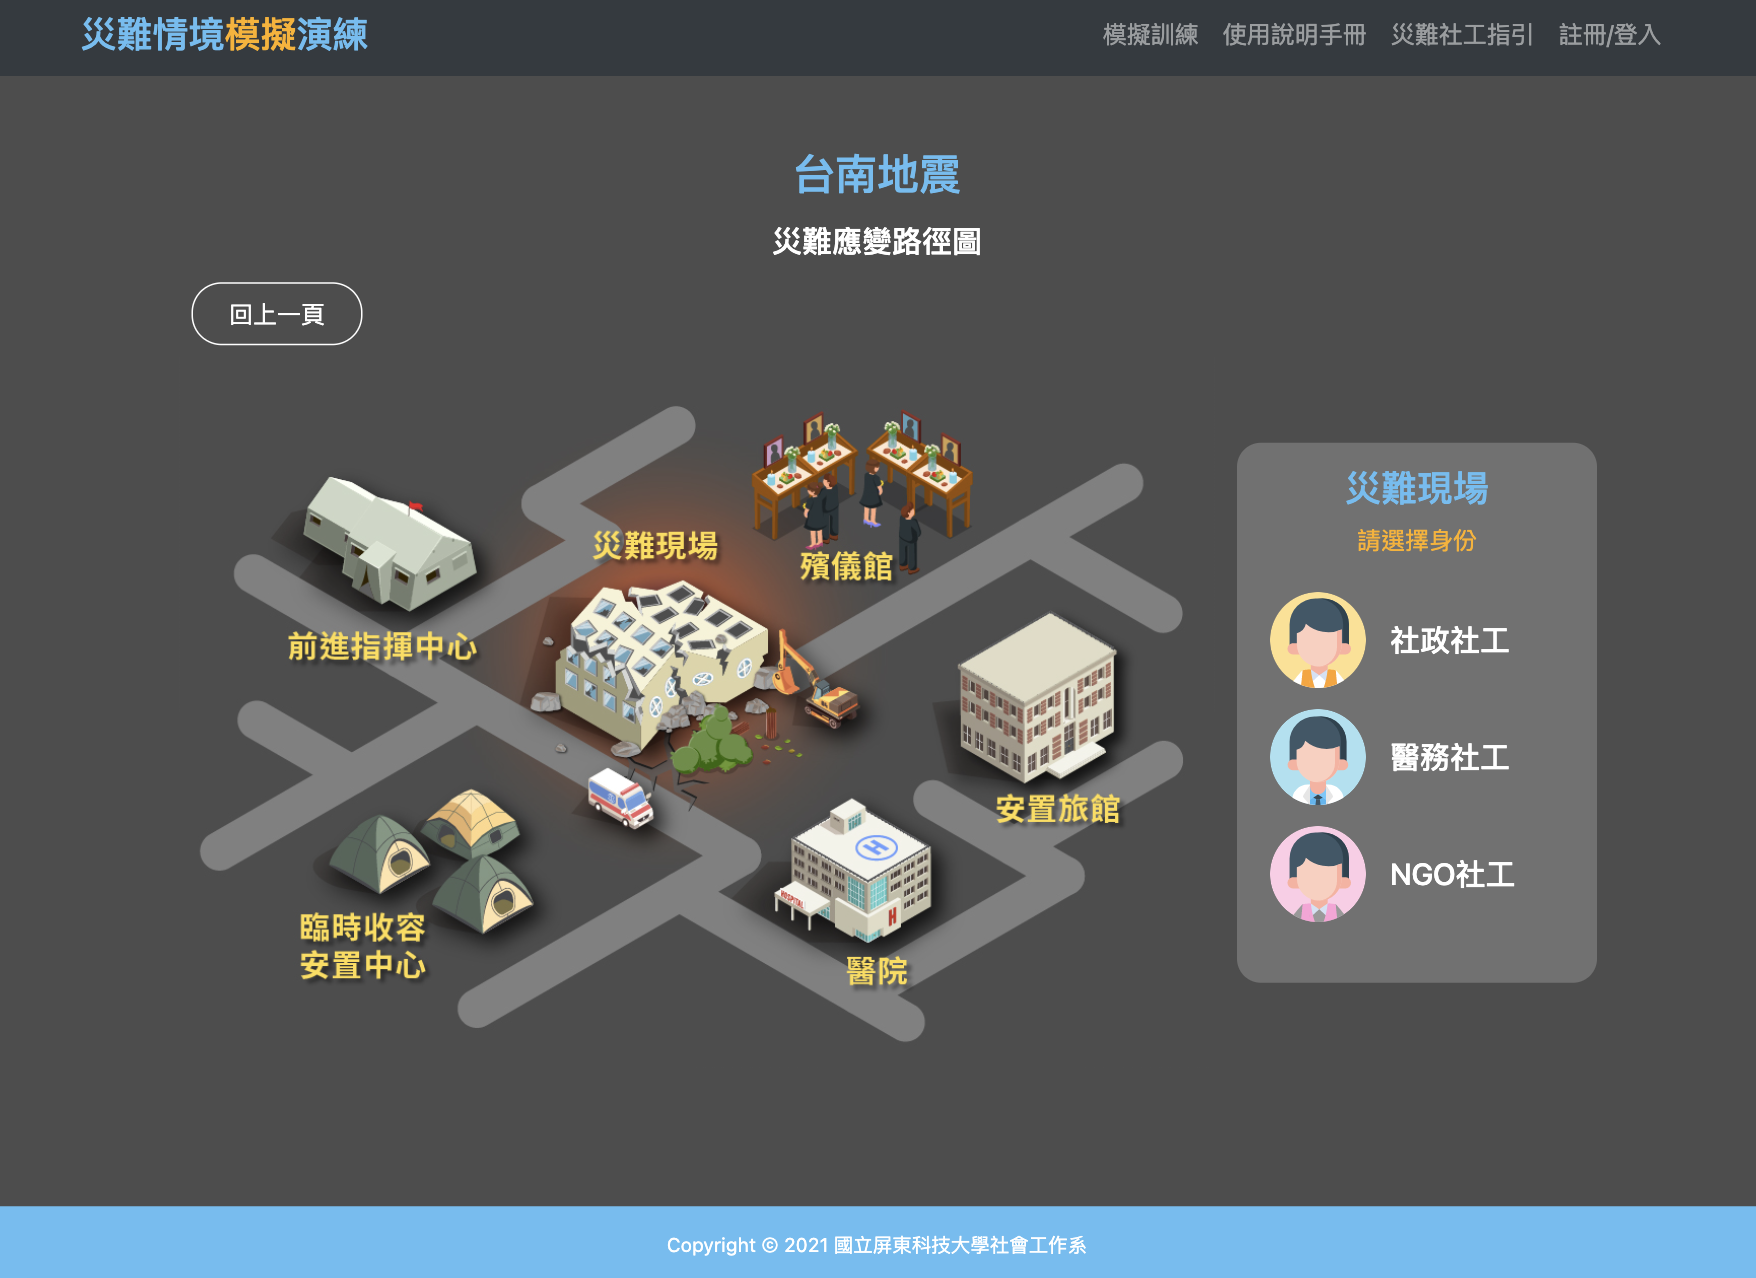 災難情境模擬演練
模擬訓練 使用說明手冊 災難社工指引 註冊/登入
台南地震
災難應變路徑圖
回上一頁
災難現場
殯儀館
前進指揮中心
安置旅館
臨時收容
安置中心
HOSPITAL
H
H
醫院
災難現場
請選擇身份
社政社工
醫務社工
NGO社工
Copyright © 2021 國立屏東科技大學社會工作系